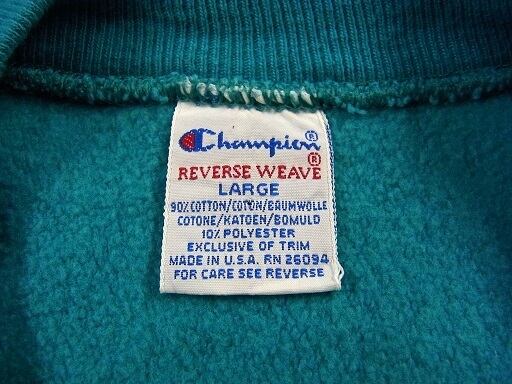 Champion®
REVERSE WEAVE®
LARGE
90% COTTON/COTON/BAUMWOLLE
COTONE/KATOEN/BOMULD
10% POLYESTER
EXCLUSIVE OF TRIM
MADE IN U.S.A. RN 26094
FOR CARE SEE REVERSE